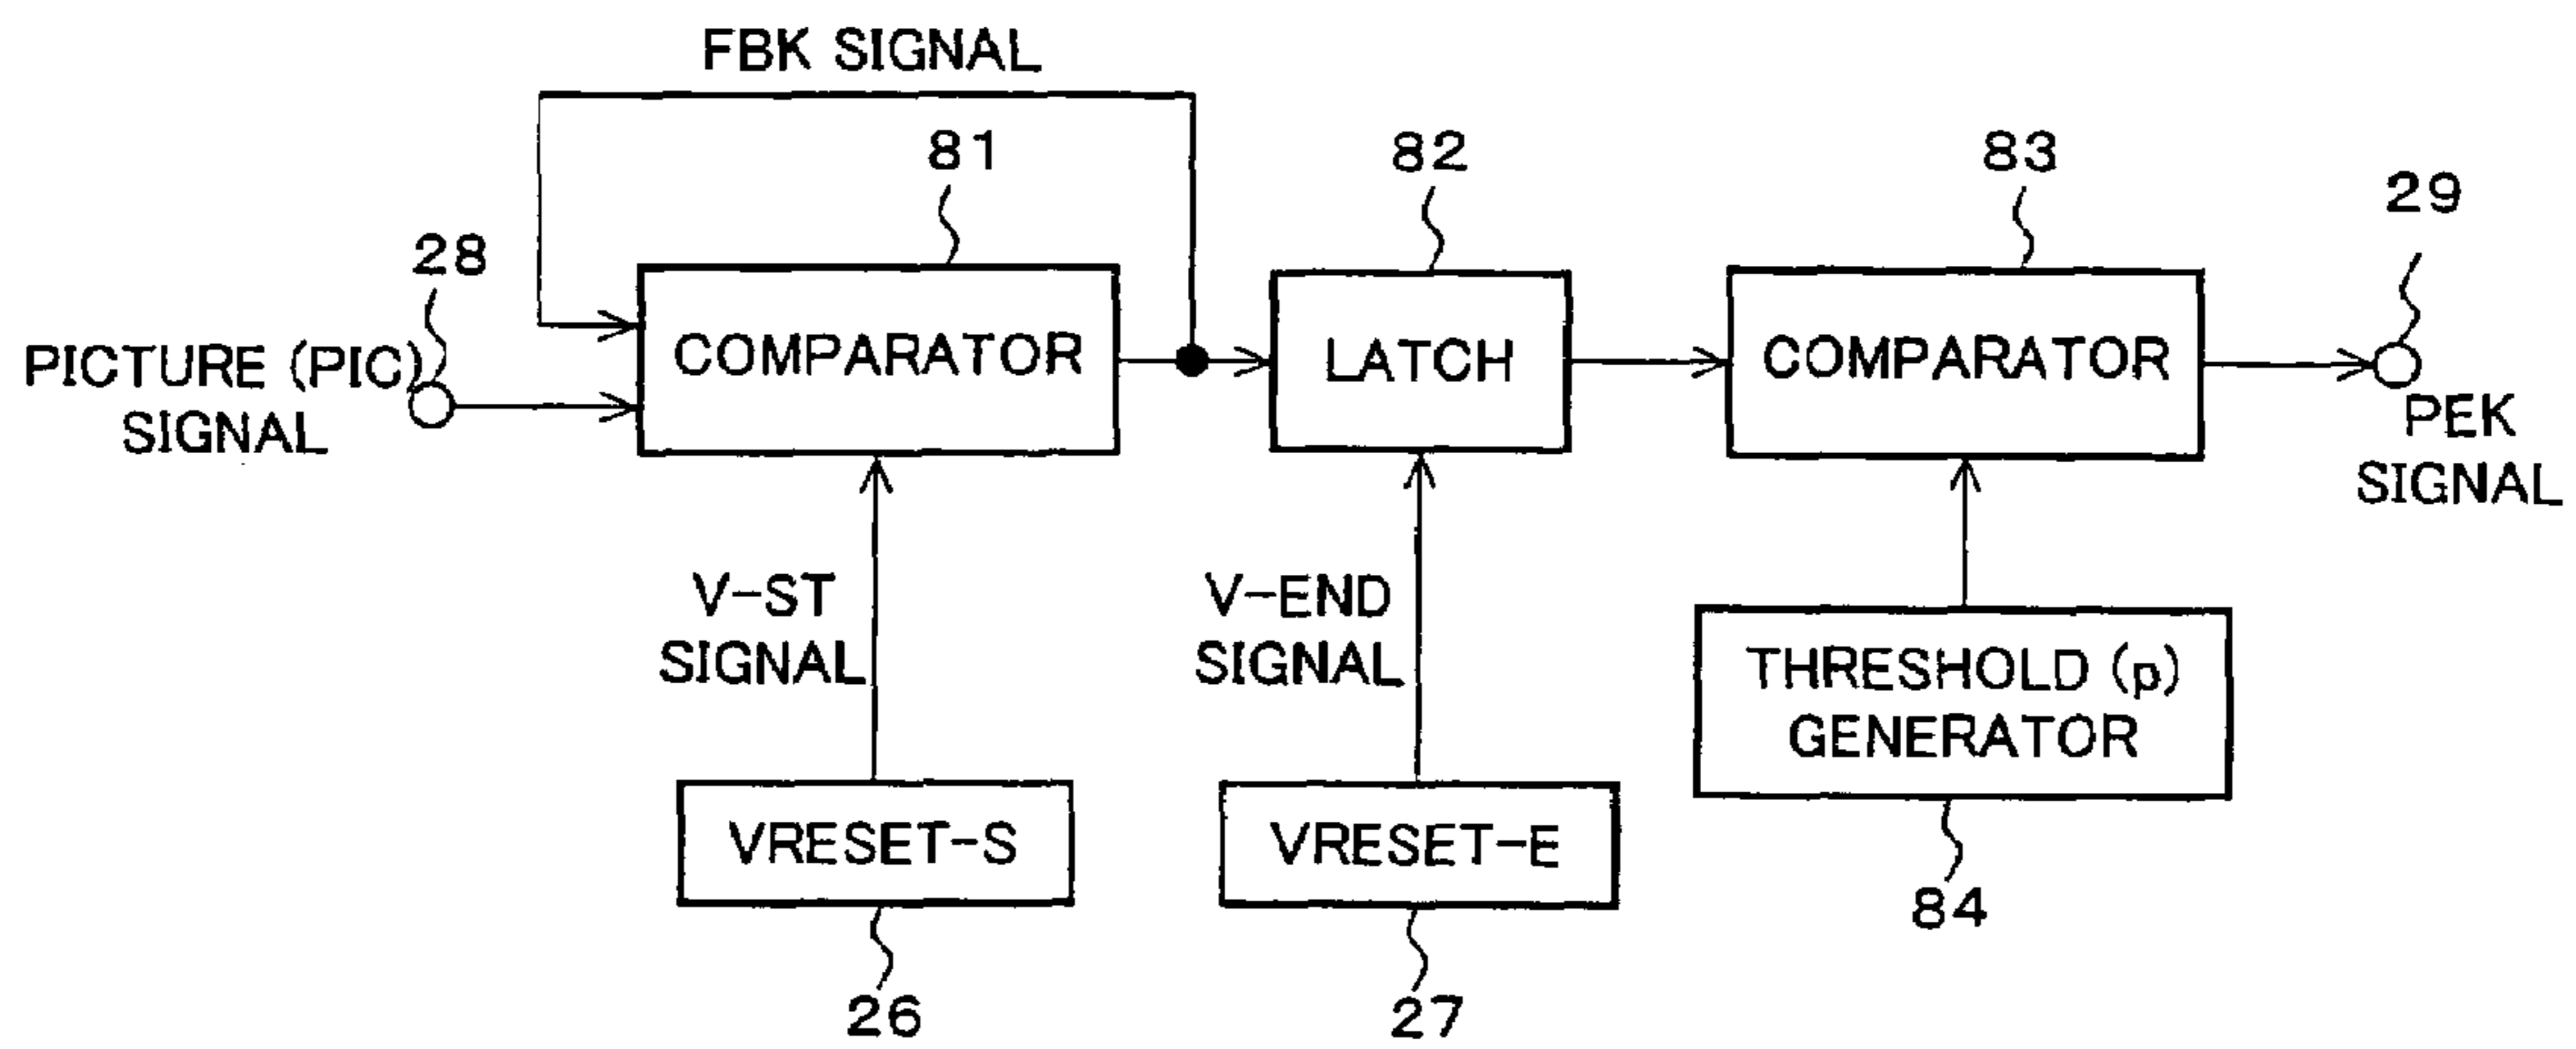 FBK SIGNAL
81
82
83
29
28
PICTURE (PIC)
SIGNAL
COMPARATOR
LATCH
COMPARATOR
PEK
SIGNAL
V-ST
SIGNAL
V-END
SIGNAL
THRESHOLD (p)
GENERATOR
VRESET-S
VRESET-E
84
26
27